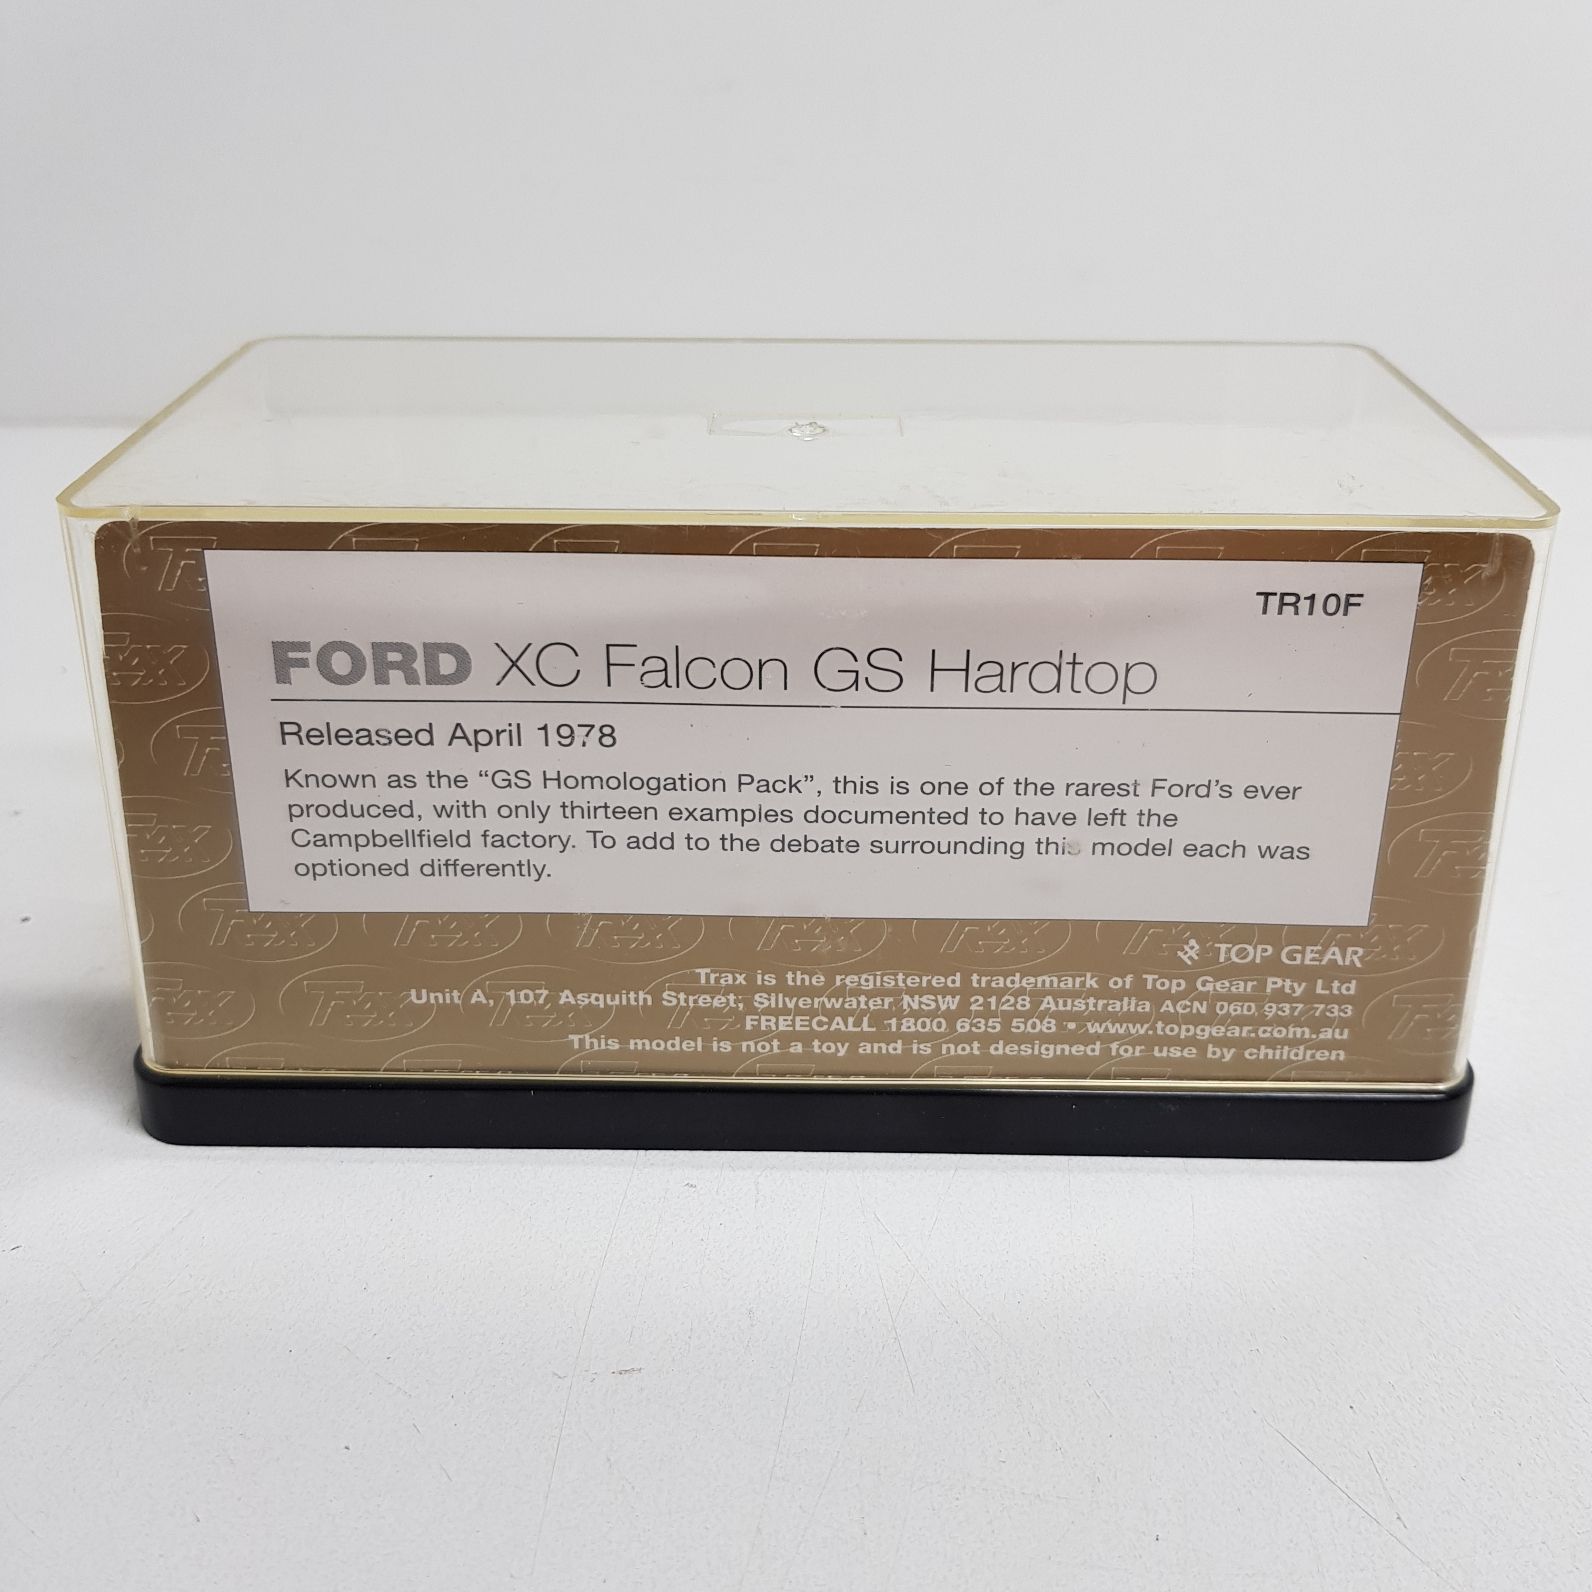 TR10F
FORD XC Falcon GS Hardtop
Released April 1978
Known as the “GS Homologation Pack”, this is one of the rarest Ford’s ever
produced, with only thirteen examples documented to have left the
Campbellfield factory. To add to the debate surrounding this model each was
optioned differently.
TOP GEAR
Trax is the registered trademark of Top Gear Pty Ltd
Unit A, 107 Asquith Street, Silverwater NSW 2128 Australia ACN 060 937 733
FREECALL 1800 635 508 • www.topgear.com.au
This model is not a toy and is not designed for use by children